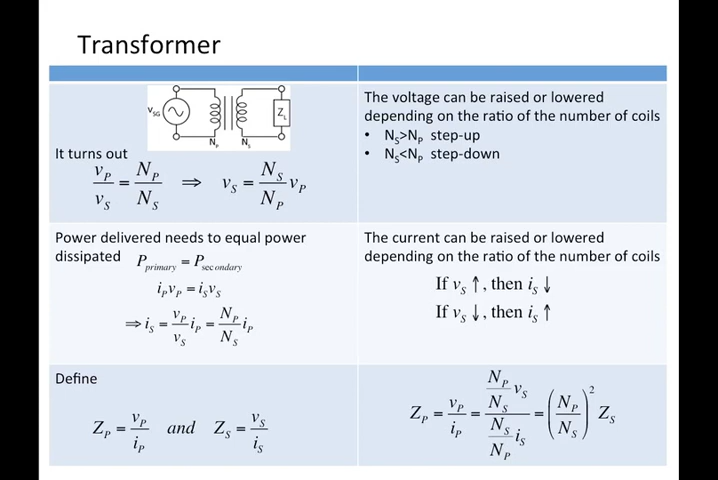 Transformer
v_SG
Z_L
N_P N_S
It turns out
v_P/v_S = N_P/N_S ⇒ v_S = N_S/N_P v_P
The voltage can be raised or lowered
depending on the ratio of the number of coils
• N_S>N_P step-up
• N_S<N_P step-down
Power delivered needs to equal power
dissipated P_primary = P_secondary
i_P v_P = i_S v_S
⇒ i_S = v_P/v_S i_P = N_P/N_S i_P
The current can be raised or lowered
depending on the ratio of the number of coils
If v_S ↑, then i_S ↓
If v_S ↓, then i_S ↑
Define
Z_P = v_P/i_P and Z_S = v_S/i_S
Z_P = v_P/i_P = (N_P/N_S v_S)/(N_S/N_P i_S) = (N_P/N_S)^2 Z_S